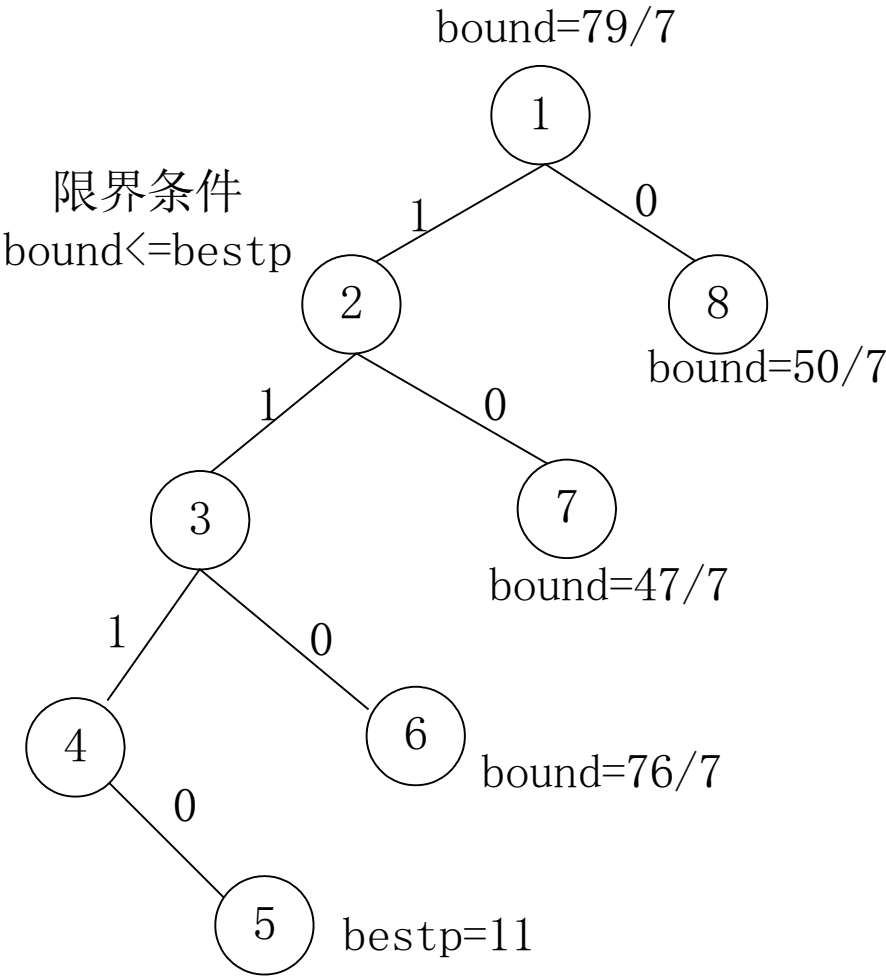 bound=79/7
1
限界条件
bound<=bestp
1
0
2
8
bound=50/7
1
0
3
7
bound=47/7
1
0
4
6
bound=76/7
0
5
bestp=11